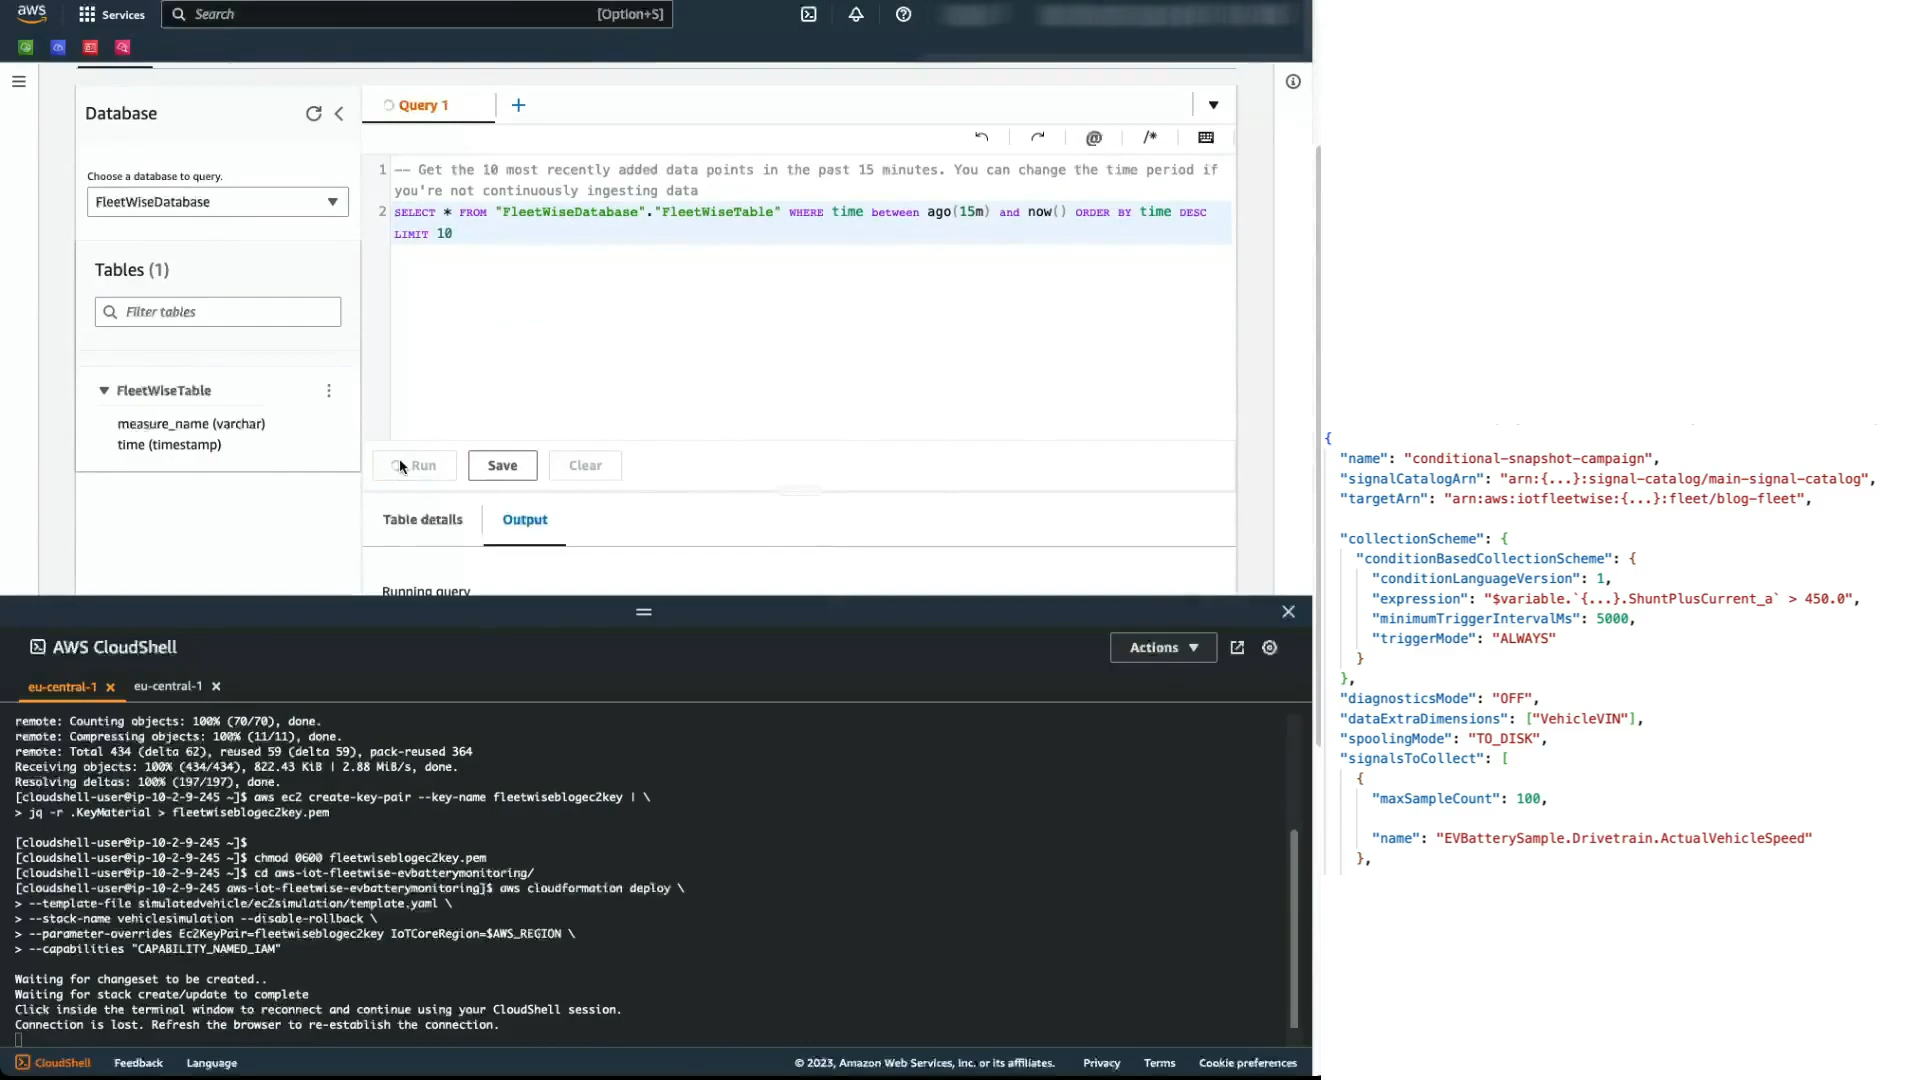 aws
Services
Search
[Option+S]
Database
Choose a database to query.
FleetWiseDatabase
Tables (1)
Filter tables
FleetWiseTable
measure_name (varchar)
time (timestamp)
Query 1
1 -- Get the 10 most recently added data points in the past 15 minutes. You can change the time period if
you're not continuously ingesting data
2 SELECT * FROM "FleetWiseDatabase"."FleetWiseTable" WHERE time between ago(15m) and now() ORDER BY time DESC
LIMIT 10
Run
Save
Clear
Table details
Output
Running query
AWS CloudShell
Actions
eu-central-1
eu-central-1
remote: Counting objects: 100% (70/70), done.
remote: Compressing objects: 100% (11/11), done.
remote: Total 434 (delta 62), reused 59 (delta 59), pack-reused 364
Receiving objects: 100% (434/434), 822.43 KiB | 2.88 MiB/s, done.
Resolving deltas: 100% (197/197), done.
[cloudshell-user@ip-10-2-9-245 ~]$ aws ec2 create-key-pair --key-name fleetwiseblogec2key | \
> jq -r .KeyMaterial > fleetwiseblogec2key.pem
[cloudshell-user@ip-10-2-9-245 ~]$
[cloudshell-user@ip-10-2-9-245 ~]$ chmod 0600 fleetwiseblogec2key.pem
[cloudshell-user@ip-10-2-9-245 ~]$ cd aws-iot-fleetwise-evbatterymonitoring/
[cloudshell-user@ip-10-2-9-245 aws-iot-fleetwise-evbatterymonitoring]$ aws cloudformation deploy \
> --template-file simulatedvehicle/ec2simulation/template.yaml \
> --stack-name vehiclesimulation --disable-rollback \
> --parameter-overrides Ec2KeyPair=fleetwiseblogec2key IoTCoreRegion=$AWS_REGION \
> --capabilities "CAPABILITY_NAMED_IAM"
Waiting for changeset to be created..
Waiting for stack create/update to complete
Click inside the terminal window to reconnect and continue using your CloudShell session.
Connection is lost. Refresh the browser to re-establish the connection.
CloudShell
Feedback
Language
© 2023, Amazon Web Services, Inc. or its affiliates.
Privacy
Terms
Cookie preferences
{
"name": "conditional-snapshot-campaign",
"signalCatalogArn": "arn:{...}:signal-catalog/main-signal-catalog",
"targetArn": "arn:aws:iotfleetwise:{...}:fleet/blog-fleet",
"collectionScheme": {
"conditionBasedCollectionScheme": {
"conditionLanguageVersion": 1,
"expression": "$variable.`{...}.ShuntPlusCurrent_a` > 450.0",
"minimumTriggerIntervalMs": 5000,
"triggerMode": "ALWAYS"
}
},
"diagnosticsMode": "OFF",
"dataExtraDimensions": ["VehicleVIN"],
"spoolingMode": "TO_DISK",
"signalsToCollect": [
{
"maxSampleCount": 100,
"name": "EVBatterySample.Drivetrain.ActualVehicleSpeed"
},